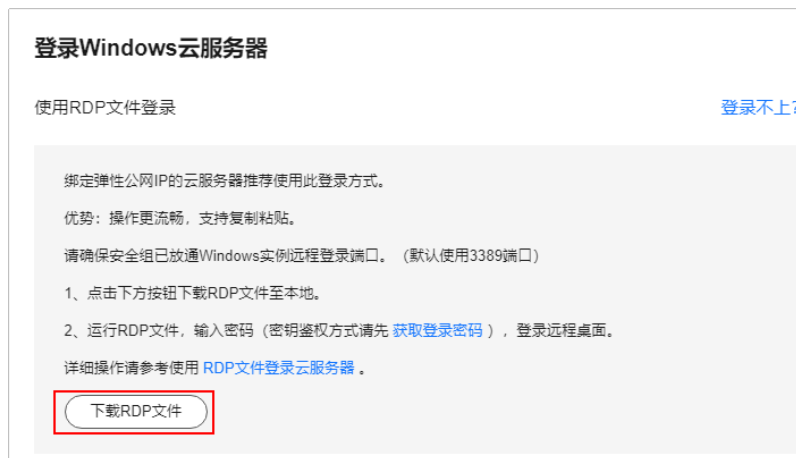 登录Windows云服务器
使用RDP文件登录 登录不上?
绑定弹性公网IP的云服务器推荐使用此登录方式。
优势：操作更流畅，支持复制粘贴。
请确保安全组已放通Windows实例远程登录端口。（默认使用3389端口）
1、点击下方按钮下载RDP文件至本地。
2、运行RDP文件，输入密码（密钥鉴权方式请先 获取登录密码 ），登录远程桌面。
详细操作请参考使用 RDP文件登录云服务器 。
下载RDP文件